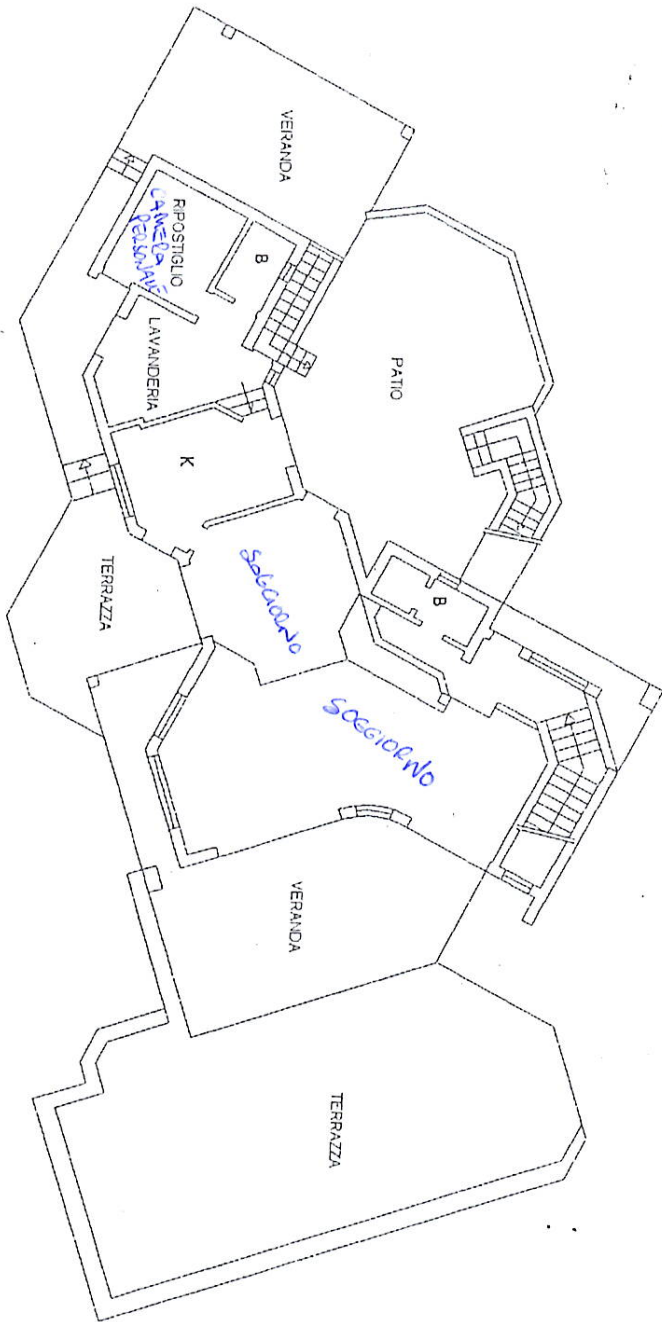 VERANDA
RIPOSTIGLIO
CAMERA
PERSONALE
B
LAVANDERIA
PATIO
K
TERRAZZA
SOGGIORNO
B
SOGGIORNO
VERANDA
TERRAZZA